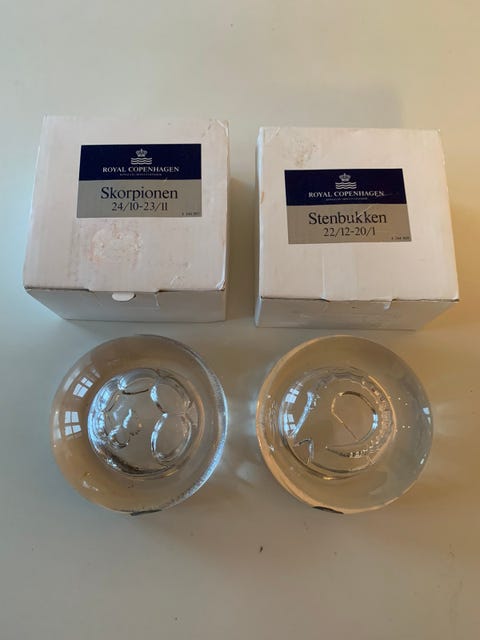 ROYAL COPENHAGEN
Skorpionen
24/10-23/11
ROYAL COPENHAGEN
Stenbukken
22/12-20/1